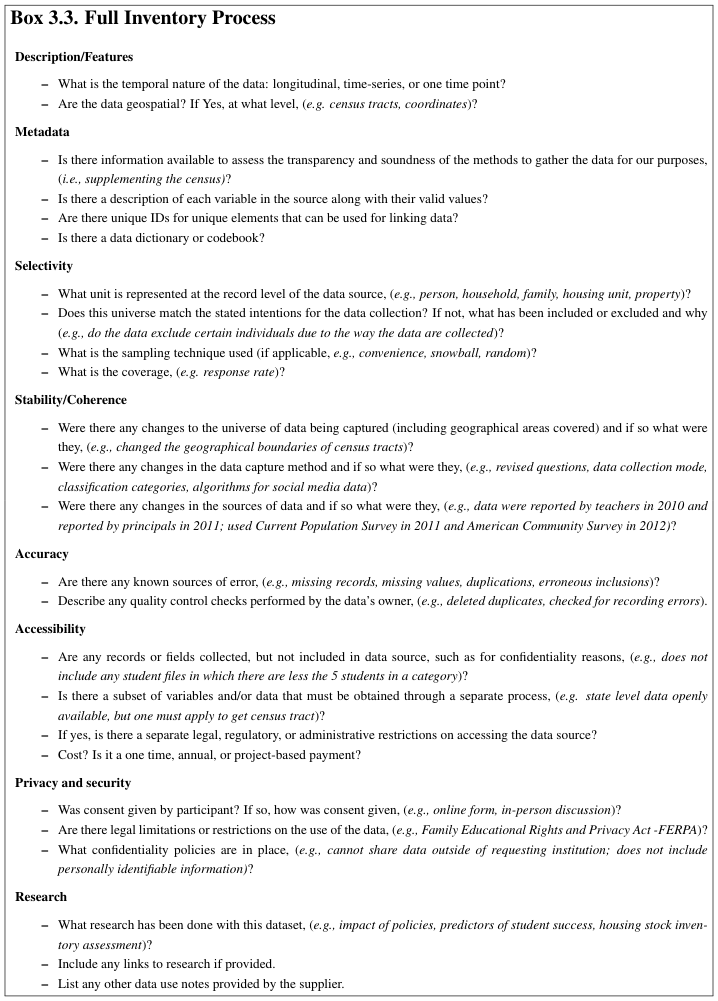 Box 3.3. Full Inventory Process
Description/Features
– What is the temporal nature of the data: longitudinal, time-series, or one time point?
– Are the data geospatial? If Yes, at what level, (e.g. census tracts, coordinates)?
Metadata
– Is there information available to assess the transparency and soundness of the methods to gather the data for our purposes,
(i.e., supplementing the census)?
– Is there a description of each variable in the source along with their valid values?
– Are there unique IDs for unique elements that can be used for linking data?
– Is there a data dictionary or codebook?
Selectivity
– What unit is represented at the record level of the data source, (e.g., person, household, family, housing unit, property)?
– Does this universe match the stated intentions for the data collection? If not, what has been included or excluded and why
(e.g., do the data exclude certain individuals due to the way the data are collected)?
– What is the sampling technique used (if applicable, e.g., convenience, snowball, random)?
– What is the coverage, (e.g. response rate)?
Stability/Coherence
– Were there any changes to the universe of data being captured (including geographical areas covered) and if so what were
they, (e.g., changed the geographical boundaries of census tracts)?
– Were there any changes in the data capture method and if so what were they, (e.g., revised questions, data collection mode,
classification categories, algorithms for social media data)?
– Were there any changes in the sources of data and if so what were they, (e.g., data were reported by teachers in 2010 and
reported by principals in 2011; used Current Population Survey in 2011 and American Community Survey in 2012)?
Accuracy
– Are there any known sources of error, (e.g., missing records, missing values, duplications, erroneous inclusions)?
– Describe any quality control checks performed by the data's owner, (e.g., deleted duplicates, checked for recording errors).
Accessibility
– Are any records or fields collected, but not included in data source, such as for confidentiality reasons, (e.g., does not
include any student files in which there are less the 5 students in a category)?
– Is there a subset of variables and/or data that must be obtained through a separate process, (e.g. state level data openly
available, but one must apply to get census tract)?
– If yes, is there a separate legal, regulatory, or administrative restrictions on accessing the data source?
– Cost? Is it a one time, annual, or project-based payment?
Privacy and security
– Was consent given by participant? If so, how was consent given, (e.g., online form, in-person discussion)?
– Are there legal limitations or restrictions on the use of the data, (e.g., Family Educational Rights and Privacy Act -FERPA)?
– What confidentiality policies are in place, (e.g., cannot share data outside of requesting institution; does not include
personally identifiable information)?
Research
– What research has been done with this dataset, (e.g., impact of policies, predictors of student success, housing stock inven-
tory assessment)?
– Include any links to research if provided.
– List any other data use notes provided by the supplier.